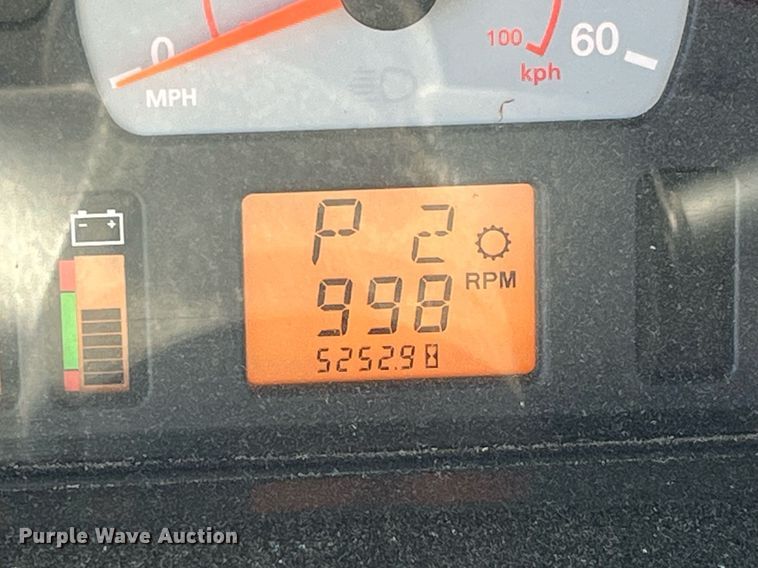 0 100 60
MPH kph
- +
P 2
998 RPM
5252.9
Purple Wave Auction®